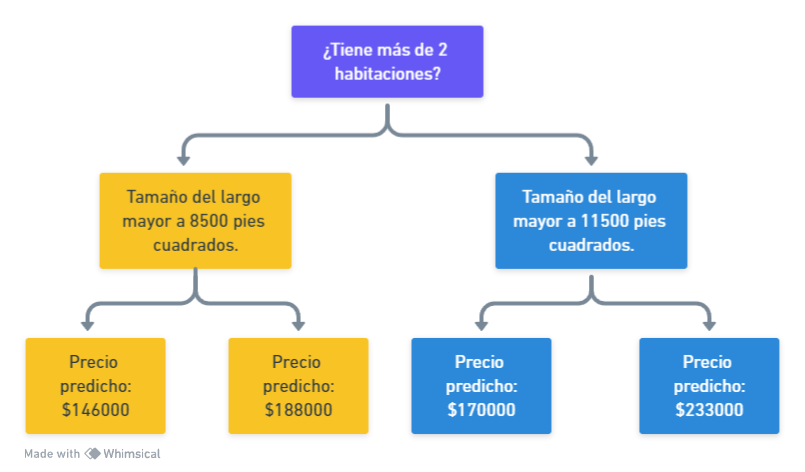 ¿Tiene más de 2
habitaciones?
Tamaño del largo
mayor a 8500 pies
cuadrados.
Tamaño del largo
mayor a 11500 pies
cuadrados.
Precio
predicho:
$146000
Precio
predicho:
$188000
Precio
predicho:
$170000
Precio
predicho:
$233000
Made with Whimsical